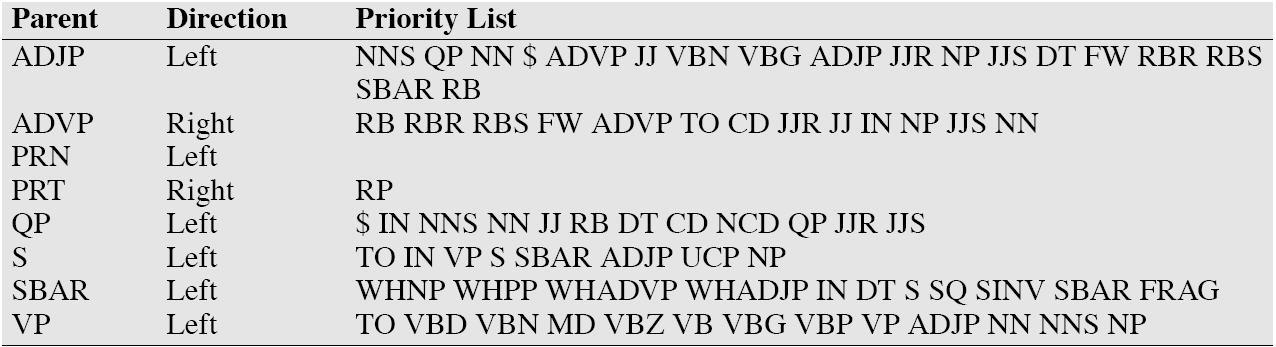 Parent Direction Priority List
ADJP Left NNS QP NN $ ADVP JJ VBN VBG ADJP JJR NP JJS DT FW RBR RBS
SBAR RB
ADVP Right RB RBR RBS FW ADVP TO CD JJR JJ IN NP JJS NN
PRN Left
PRT Right RP
QP Left $ IN NNS NN JJ RB DT CD NCD QP JJR JJS
S Left TO IN VP S SBAR ADJP UCP NP
SBAR Left WHNP WHPP WHADVP WHADJP IN DT S SQ SINV SBAR FRAG
VP Left TO VBD VBN MD VBZ VB VBG VBP VP ADJP NN NNS NP